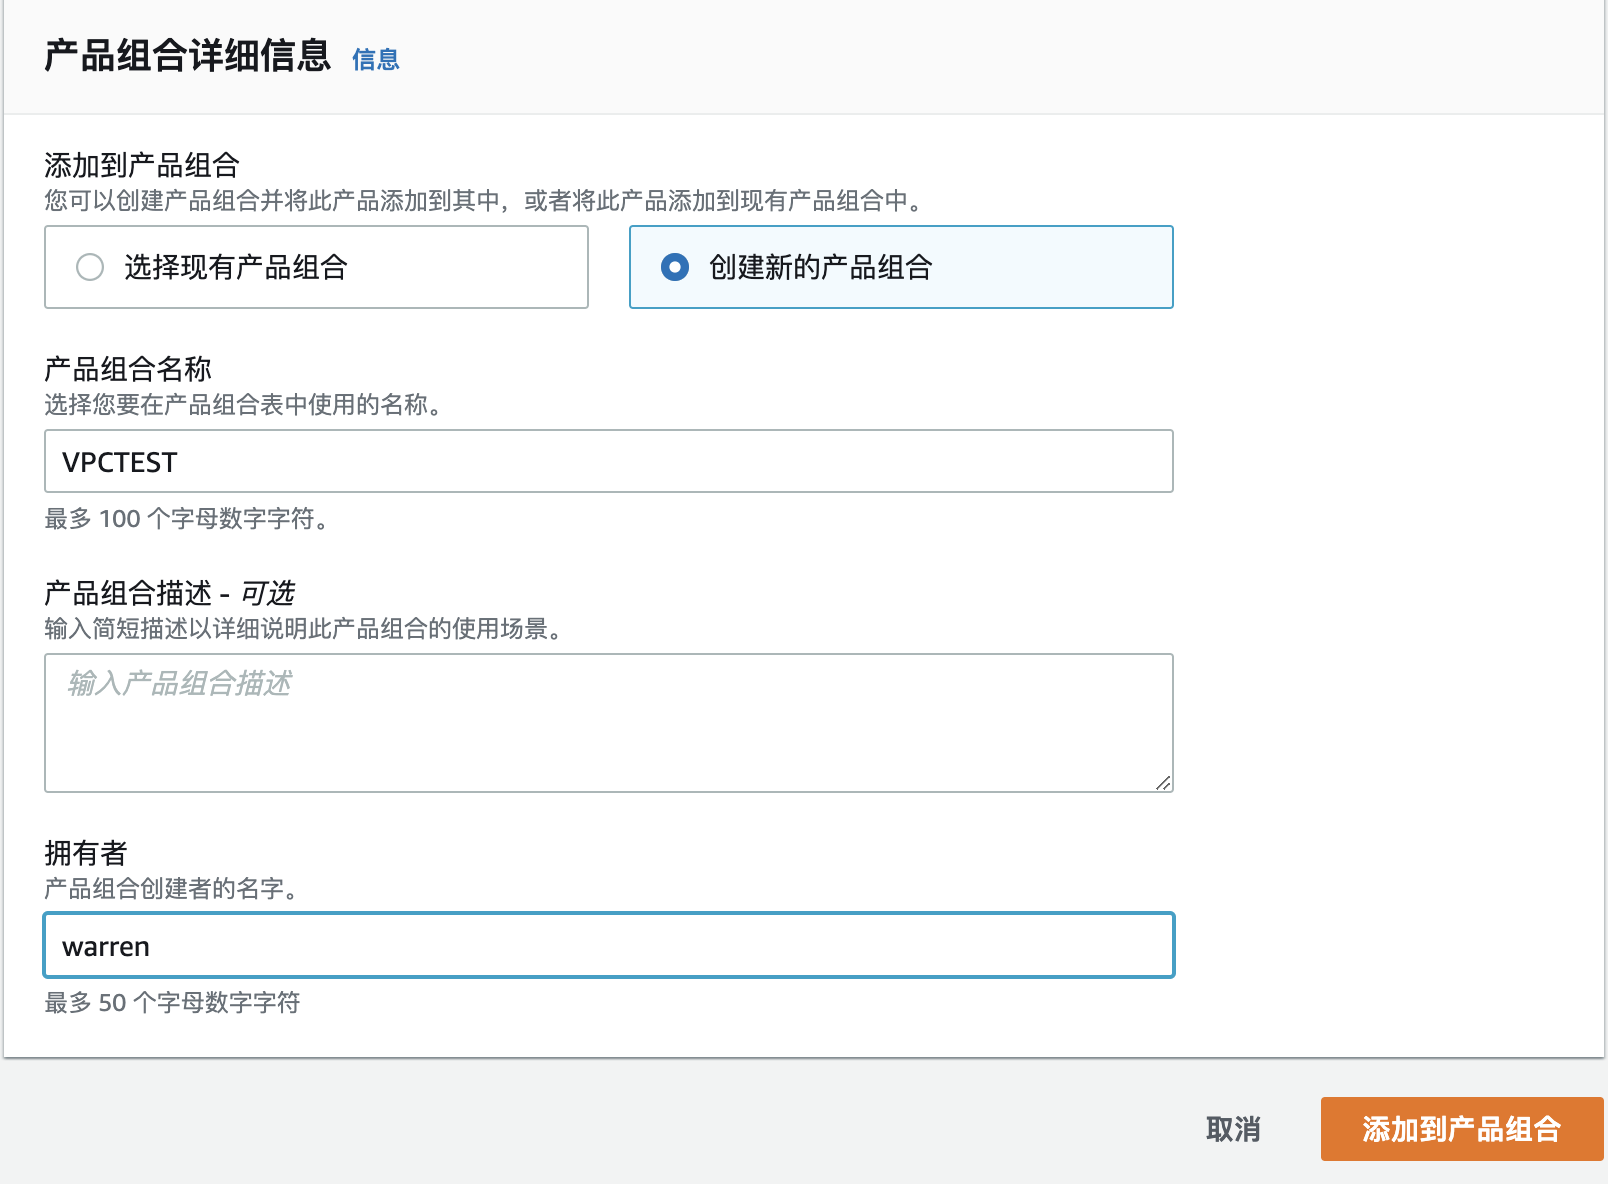 产品组合详细信息 信息
添加到产品组合
您可以创建产品组合并将此产品添加到其中，或者将此产品添加到现有产品组合中。
选择现有产品组合 创建新的产品组合
产品组合名称
选择您要在产品组合表中使用的名称。
VPCTEST
最多 100 个字母数字字符。
产品组合描述 - 可选
输入简短描述以详细说明此产品组合的使用场景。
输入产品组合描述
拥有者
产品组合创建者的名字。
warren
最多 50 个字母数字字符
取消 添加到产品组合